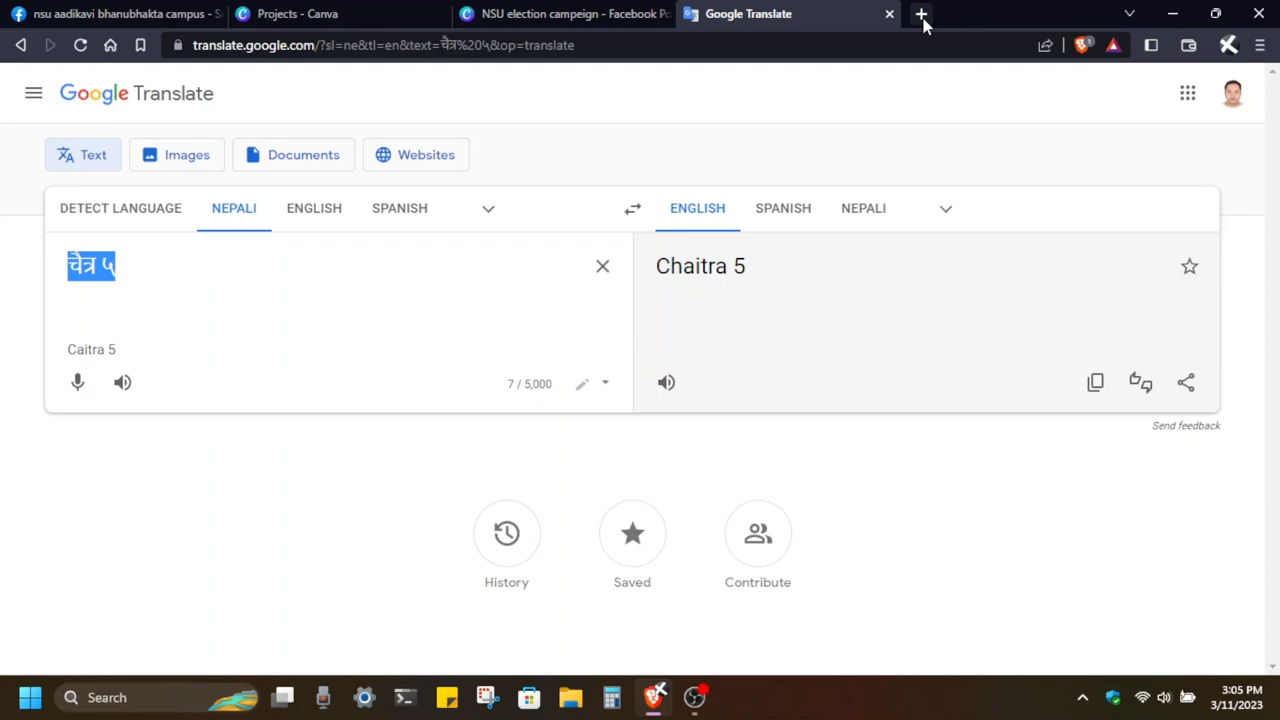 nsu aadikavi bhanubhakta campus - S
Projects - Canva
NSU election campeign - Facebook Po
Google Translate
translate.google.com/?sl=ne&tl=en&text=चैत्र%20५&op=translate
1
Google Translate
Text
Images
Documents
Websites
DETECT LANGUAGE
NEPALI
ENGLISH
SPANISH
ENGLISH
SPANISH
NEPALI
चैत्र ५
Chaitra 5
Caitra 5
7 / 5,000
Send feedback
History
Saved
Contribute
Search
3:05 PM
3/11/2023